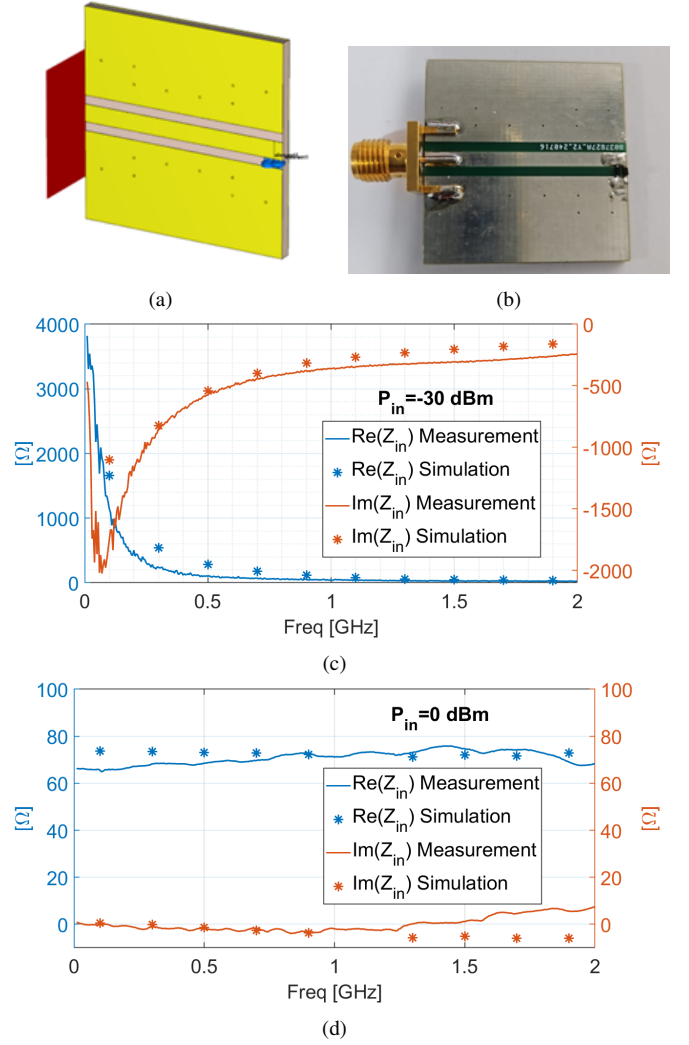 B037827A_Y2_240716
(a)
(b)
4000
3000
2000
1000
0
[Ω]
0
-500
-1000
-1500
-2000
[Ω]
P_in=-30 dBm
Re(Z_in) Measurement
Re(Z_in) Simulation
Im(Z_in) Measurement
Im(Z_in) Simulation
0
0.5
1
1.5
2
Freq [GHz]
(c)
100
80
60
40
20
0
[Ω]
100
80
60
40
20
0
[Ω]
P_in=0 dBm
Re(Z_in) Measurement
Re(Z_in) Simulation
Im(Z_in) Measurement
Im(Z_in) Simulation
0
0.5
1
1.5
2
Freq [GHz]
(d)